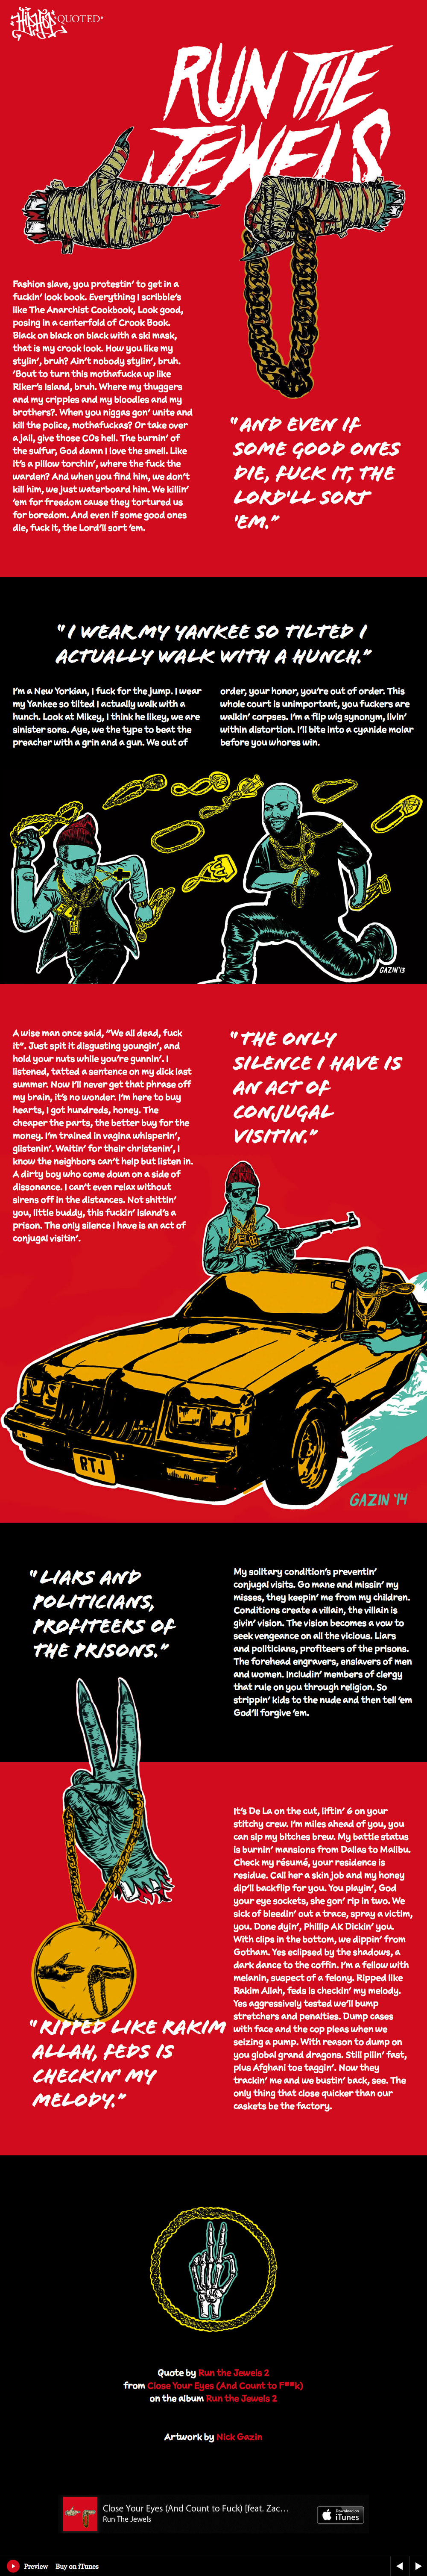 HipHop QUOTED
RUN THE
JEWELS
Fashion slave, you protestin' to get in a
fuckin' look book. Everything I scribble's
like The Anarchist Cookbook, Look good,
posing in a centerfold of Crook Book.
Black on black on black with a ski mask,
that is my crook look. How you like my
stylin', bruh? Ain't nobody stylin', bruh.
'Bout to turn this mothafucka up like
Riker's Island, bruh. Where my thuggers
and my cripples and my bloodies and my
brothers?. When you niggas gon' unite and
kill the police, mothafuckas? Or take over
a jail, give those COs hell. The burnin' of
the sulfur, God damn I love the smell. Like
it's a pillow torchin', where the fuck the
warden? And when you find him, we don't
kill him, we just waterboard him. We killin'
'em for freedom cause they tortured us
for boredom. And even if some good ones
die, fuck it, the Lord'll sort 'em.
"AND EVEN IF
SOME GOOD ONES
DIE, FUCK IT, THE
LORD'LL SORT
'EM."
"I WEAR MY YANKEE SO TILTED I
ACTUALLY WALK WITH A HUNCH."
I'm a New Yorkian, I fuck for the jump. I wear
my Yankee so tilted I actually walk with a
hunch. Look at Mikey, I think he likey, we are
sinister sons. Aye, we the type to beat the
preacher with a grin and a gun. We out of
order, your honor, you're out of order. This
whole court is unimportant, you fuckers are
walkin' corpses. I'm a flip wig synonym, livin'
within distortion. I'll bite into a cyanide molar
before you whores win.
GAZIN'13
A wise man once said, "We all dead, fuck
it". Just spit it disgusting youngin', and
hold your nuts while you're gunnin'. I
listened, tatted a sentence on my dick last
summer. Now I'll never get that phrase off
my brain, it's no wonder. I'm here to buy
hearts, I got hundreds, honey. The
cheaper the parts, the better buy for the
money. I'm trained in vagina whisperin',
glistenin'. Waitin' for their christenin', I
know the neighbors can't help but listen in.
A dirty boy who come down on a side of
dissonance. I can't even relax without
sirens off in the distances. Not shittin'
you, little buddy, this fuckin' island's a
prison. The only silence I have is an act of
conjugal visitin'.
"THE ONLY
SILENCE I HAVE IS
AN ACT OF
CONJUGAL
VISITIN."
RTJ
GAZIN '14
"LIARS AND
POLITICIANS,
PROFITEERS OF
THE PRISONS."
My solitary condition's preventin'
conjugal visits. Go mane and missin' my
misses, they keepin' me from my children.
Conditions create a villain, the villain is
givin' vision. The vision becomes a vow to
seek vengeance on all the vicious. Liars
and politicians, profiteers of the prisons.
The forehead engravers, enslavers of men
and women. Includin' members of clergy
that rule on you through religion. So
strippin' kids to the nude and then tell 'em
God'll forgive 'em.
It's De La on the cut, liftin' 6 on your
stitchy crew. I'm miles ahead of you, you
can sip my bitches brew. My battle status
is burnin' mansions from Dallas to Malibu.
Check my résumé, your residence is
residue. Call her a skin job and my honey
dip'll backflip for you. You playin', God
your eye sockets, she gon' rip in two. We
sick of bleedin' out a trace, spray a victim,
you. Done dyin', Phillip AK Dickin' you.
With clips in the bottom, we dippin' from
Gotham. Yes eclipsed by the shadows, a
dark dance to the coffin. I'm a fellow with
melanin, suspect of a felony. Ripped like
Rakim Allah, feds is checkin' my melody.
Yes aggressively tested we'll bump
stretchers and penalties. Dump cases
with face and the cop pleas when we
seizing a pump. With reason to dump on
you global grand dragons. Still pilin' fast,
plus Afghani toe taggin'. Now they
trackin' me and we bustin' back, see. The
only thing that close quicker than our
caskets be the factory.
"RIPPED LIKE RAKIM
ALLAH, FEDS IS
CHECKIN' MY
MELODY."
Quote by Run the Jewels 2
from Close Your Eyes (And Count to F**k)
on the album Run the Jewels 2
Artwork by Nick Gazin
Close Your Eyes (And Count to Fuck) [feat. Zac...
Run The Jewels
Download on
iTunes
Preview Buy on iTunes